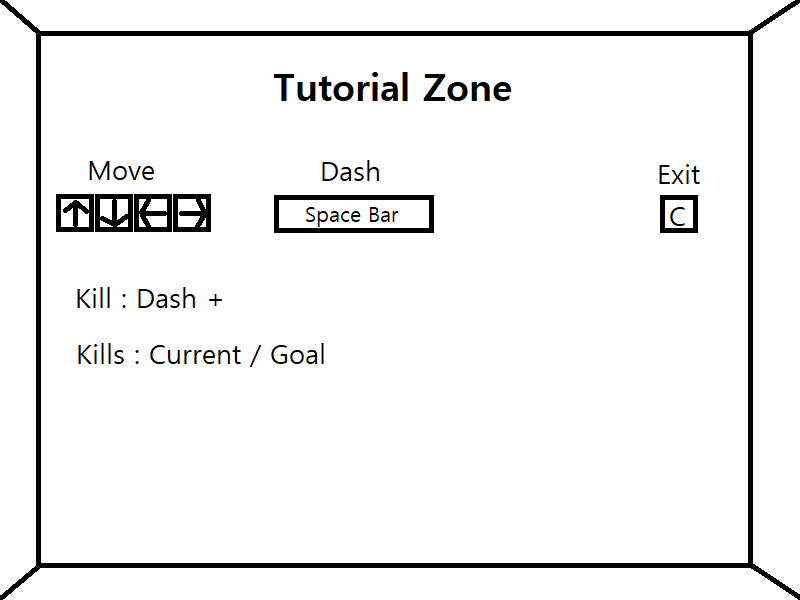 Tutorial Zone
Move Dash Exit
↑ ↓ ← → Space Bar C
Kill : Dash +
Kills : Current / Goal